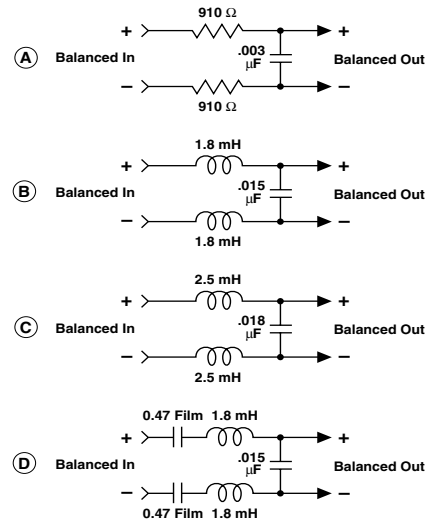 910 Ω
+ +
.003
μF
A Balanced In Balanced Out
− −
910 Ω
1.8 mH
+ +
.015
μF
B Balanced In Balanced Out
− −
1.8 mH
2.5 mH
+ +
.018
μF
C Balanced In Balanced Out
− −
2.5 mH
0.47 Film 1.8 mH
+ +
.015
μF
D Balanced In Balanced Out
− −
0.47 Film 1.8 mH